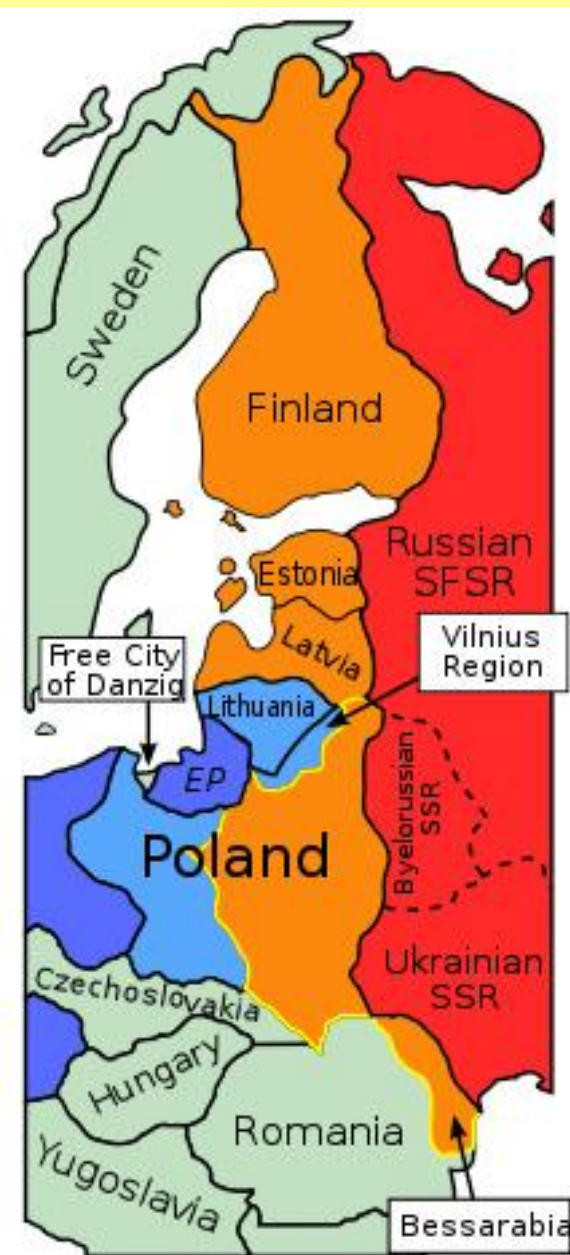 Sweden
Finland
Russian
SFSR
Estonia
Latvia
Vilnius
Region
Free City
of Danzig
Lithuania
EP
Byelorussian
SSR
Poland
Ukrainian
SSR
Czechoslovakia
Hungary
Romania
Yugoslavia
Bessarabia